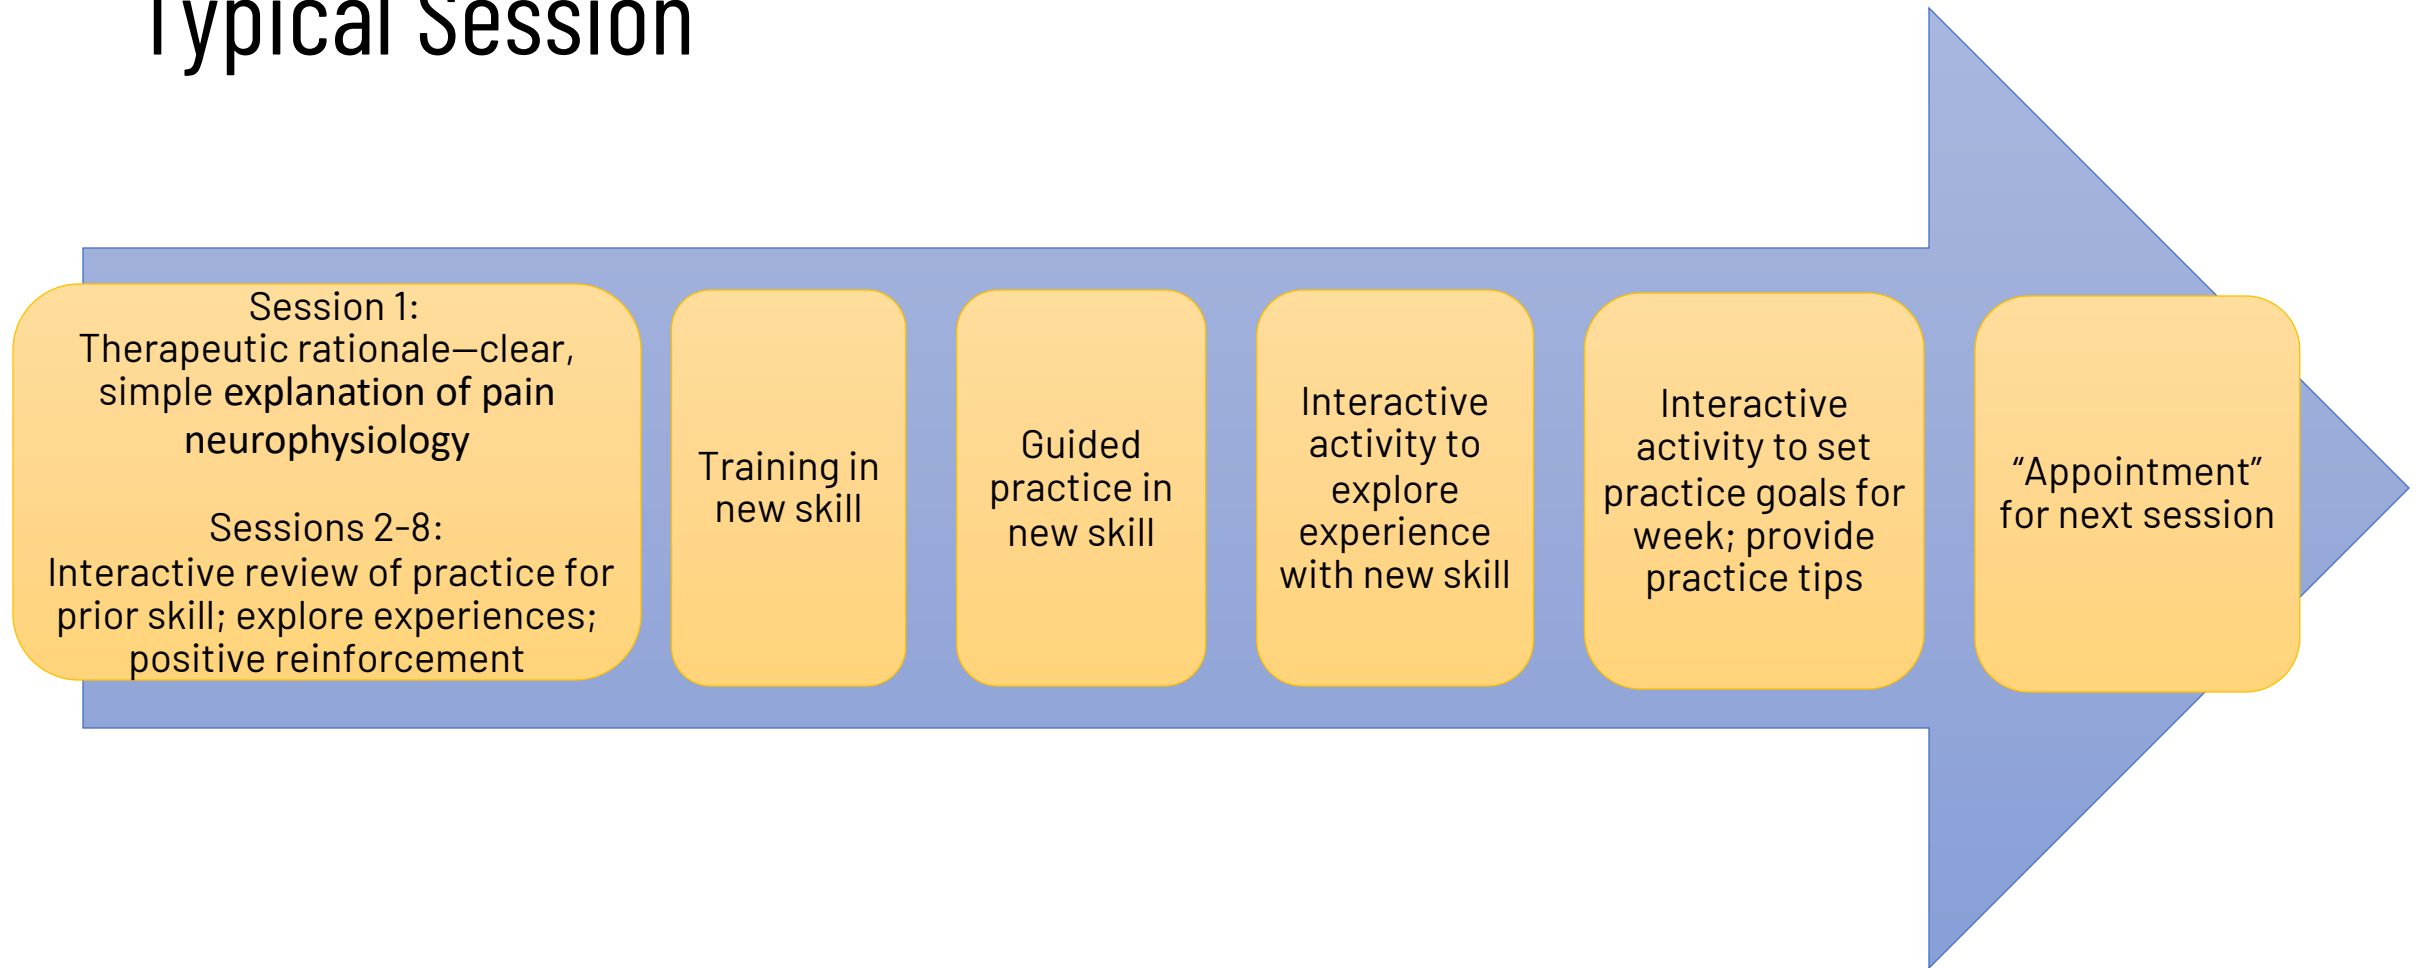 Typical Session
Session 1:
Therapeutic rationale—clear,
simple explanation of pain
neurophysiology
Sessions 2-8:
Interactive review of practice for
prior skill; explore experiences;
positive reinforcement
Training in
new skill
Guided
practice in
new skill
Interactive
activity to
explore
experience
with new skill
Interactive
activity to set
practice goals for
week; provide
practice tips
“Appointment”
for next session